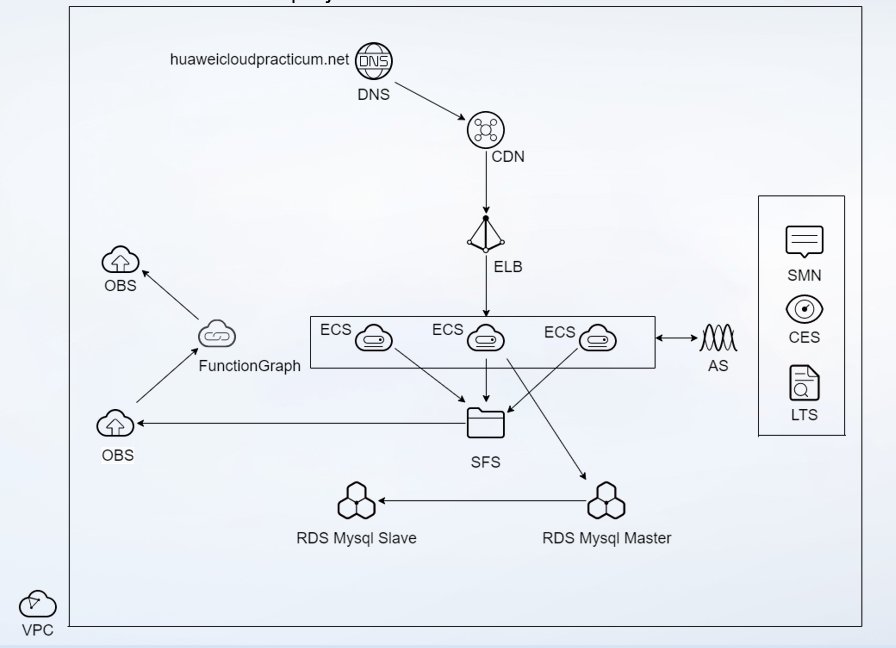 huaweicloudpracticum.net
DNS
DNS
CDN
ELB
OBS
FunctionGraph
ECS
ECS
ECS
AS
SMN
CES
LTS
OBS
SFS
RDS Mysql Slave
RDS Mysql Master
VPC